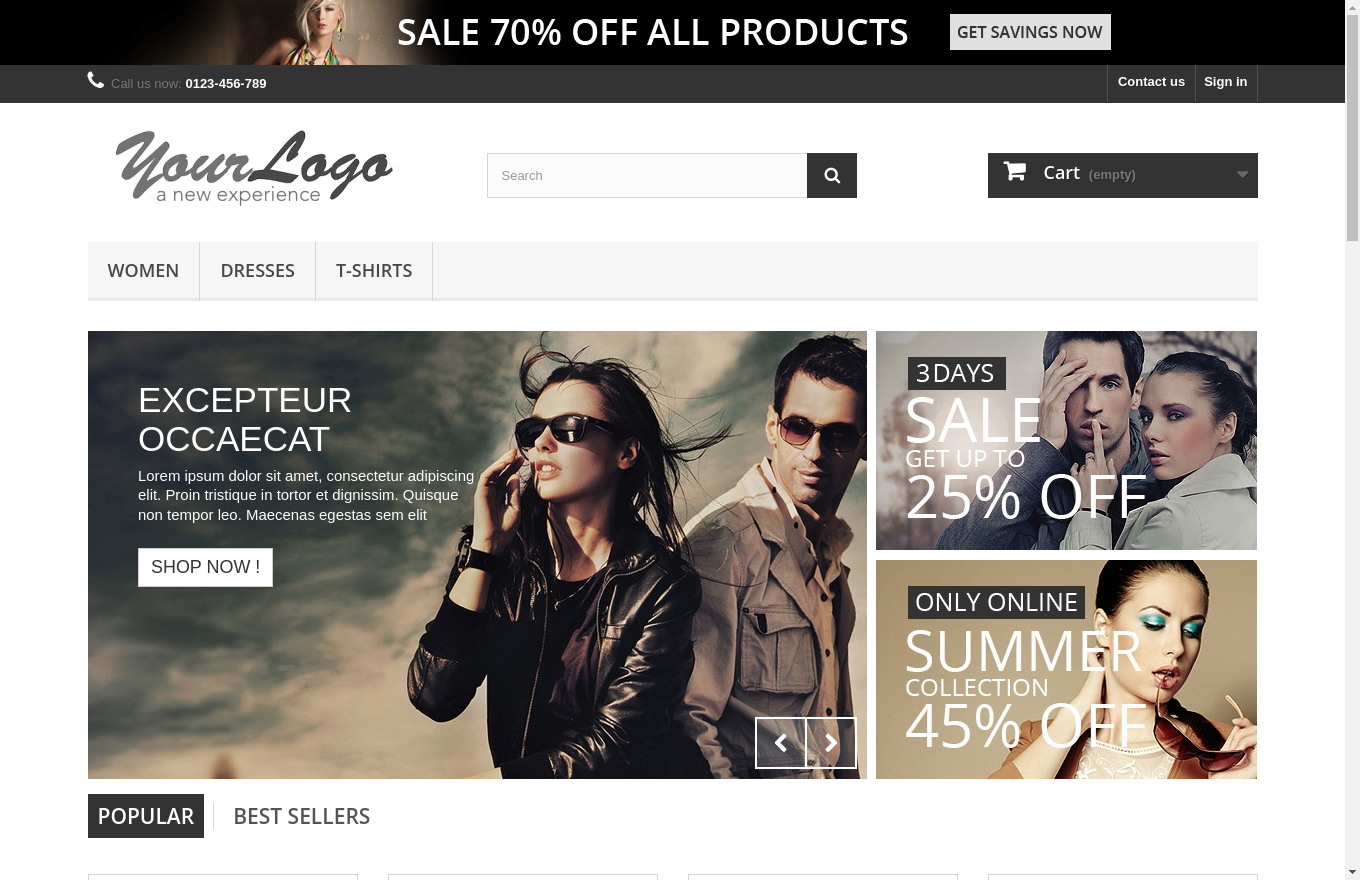 SALE 70% OFF ALL PRODUCTS
GET SAVINGS NOW
Call us now: 0123-456-789
Contact us
Sign in
YourLogo
a new experience
Search
Cart (empty)
WOMEN
DRESSES
T-SHIRTS
EXCEPTEUR
OCCAECAT
Lorem ipsum dolor sit amet, consectetur adipiscing
elit. Proin tristique in tortor et dignissim. Quisque
non tempor leo. Maecenas egestas sem elit
SHOP NOW !
3 DAYS
SALE
GET UP TO
25% OFF
ONLY ONLINE
SUMMER
COLLECTION
45% OFF
POPULAR
BEST SELLERS